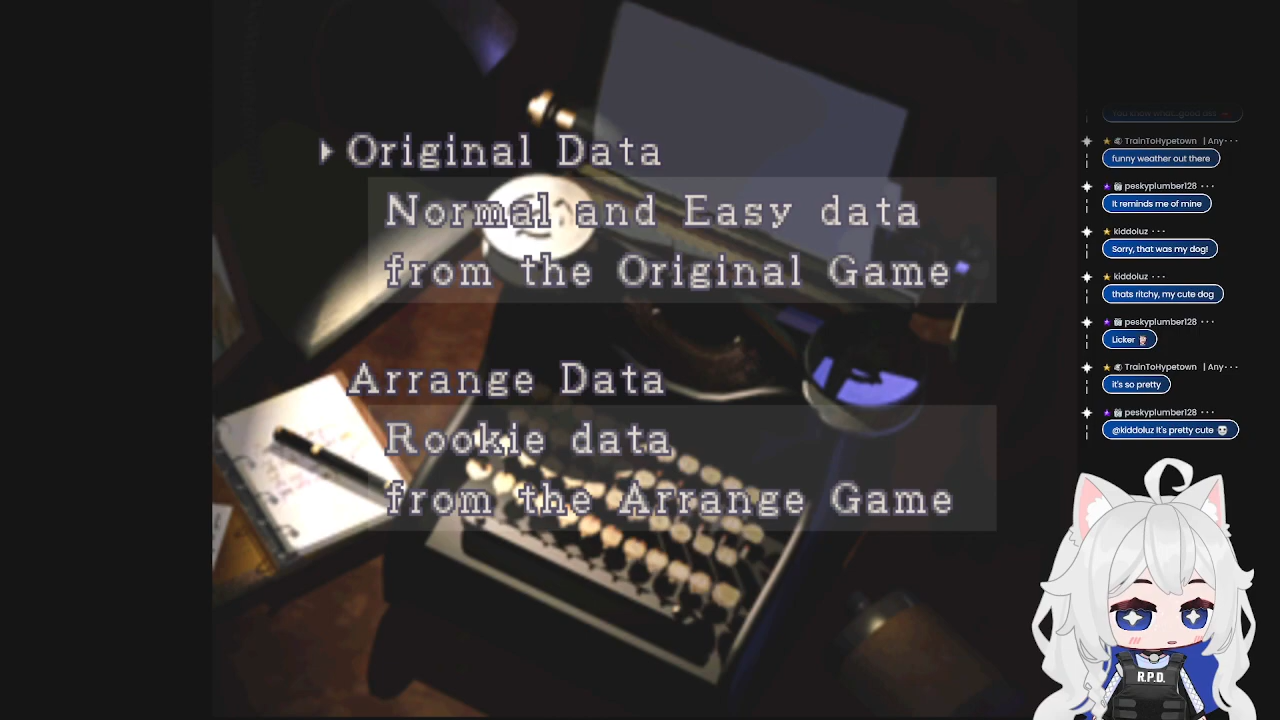 Original Data
Normal and Easy data
from the Original Game
Arrange Data
Rookie data
from the Arrange Game
TrainToHypetown | Any···
funny weather out there
peskyplumber128 ···
It reminds me of mine
kiddoluz ···
Sorry, that was my dog!
kiddoluz ···
thats ritchy, my cute dog
peskyplumber128 ···
Licker
TrainToHypetown | Any···
it's so pretty
peskyplumber128 ···
@kiddoluz It's pretty cute
R.P.D.